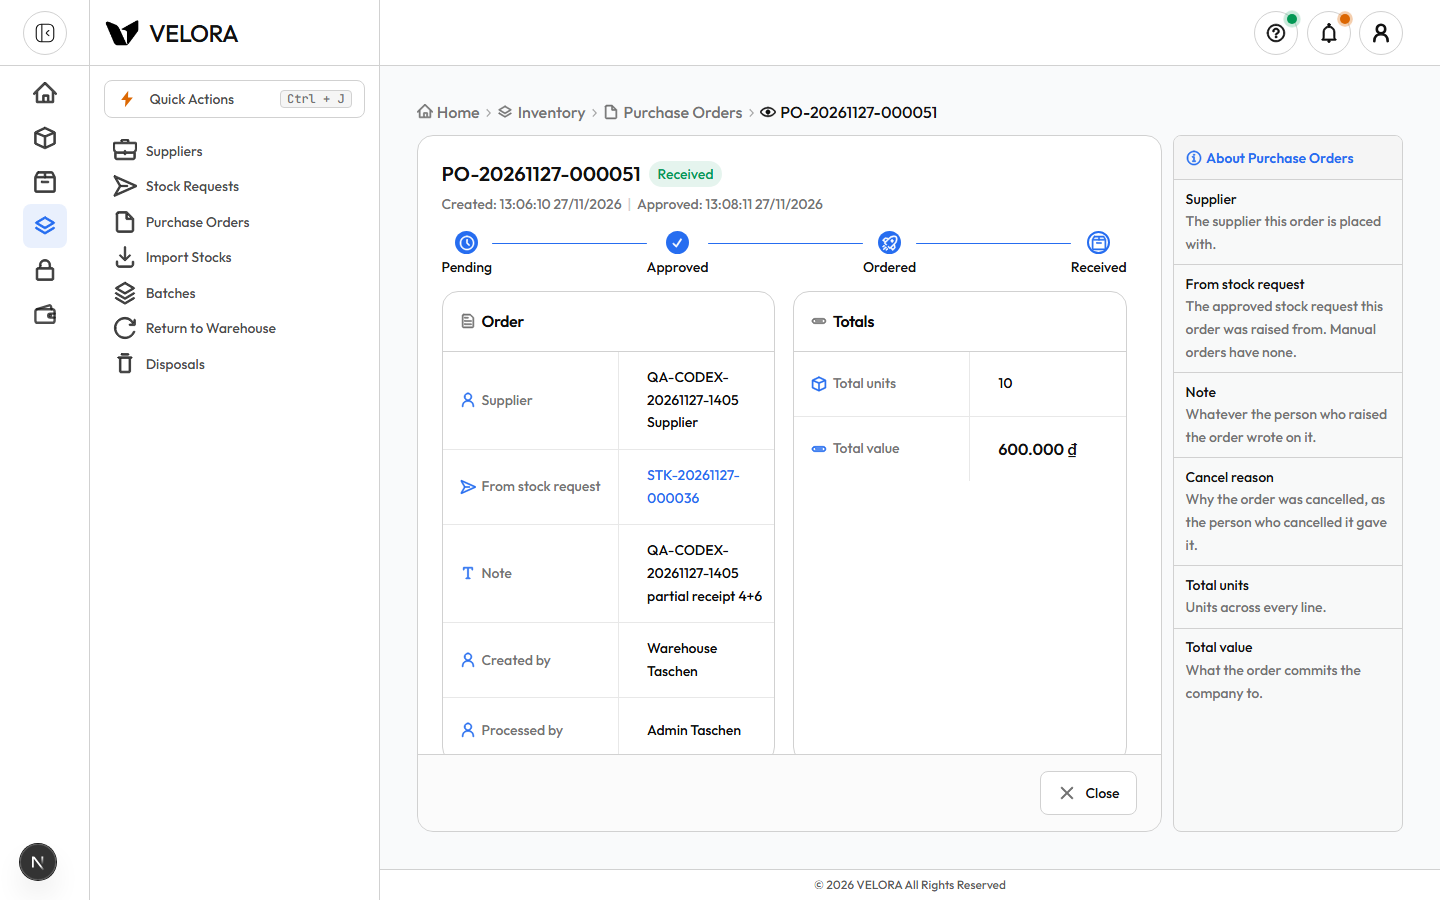 VELORA
Quick Actions
Ctrl + J
Suppliers
Stock Requests
Purchase Orders
Import Stocks
Batches
Return to Warehouse
Disposals
N
Home › Inventory › Purchase Orders › PO-20261127-000051
PO-20261127-000051 Received
Created: 13:06:10 27/11/2026 | Approved: 13:08:11 27/11/2026
Pending
Approved
Ordered
Received
Order
Supplier
QA-CODEX-
20261127-1405
Supplier
From stock request
STK-20261127-
000036
Note
QA-CODEX-
20261127-1405
partial receipt 4+6
Created by
Warehouse
Taschen
Processed by
Admin Taschen
Totals
Total units
10
Total value
600.000 ₫
Close
About Purchase Orders
Supplier
The supplier this order is placed
with.
From stock request
The approved stock request this
order was raised from. Manual
orders have none.
Note
Whatever the person who raised
the order wrote on it.
Cancel reason
Why the order was cancelled, as
the person who cancelled it gave
it.
Total units
Units across every line.
Total value
What the order commits the
company to.
© 2026 VELORA All Rights Reserved